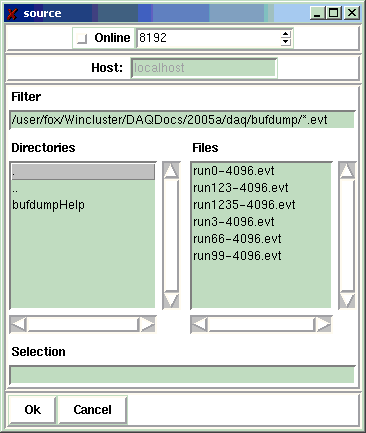 source
Online 8192
Host: localhost
Filter
/user/fox/Wincluster/DAQDocs/2005a/daq/bufdump/*.evt
Directories
.
..
bufdumpHelp
Files
run0-4096.evt
run123-4096.evt
run1235-4096.evt
run3-4096.evt
run66-4096.evt
run99-4096.evt
Selection
Ok Cancel